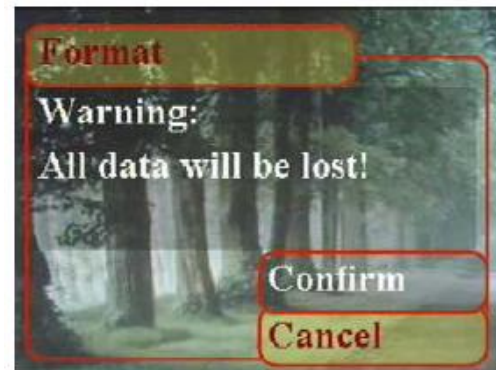 Format
Warning:
All data will be lost!
Confirm
Cancel